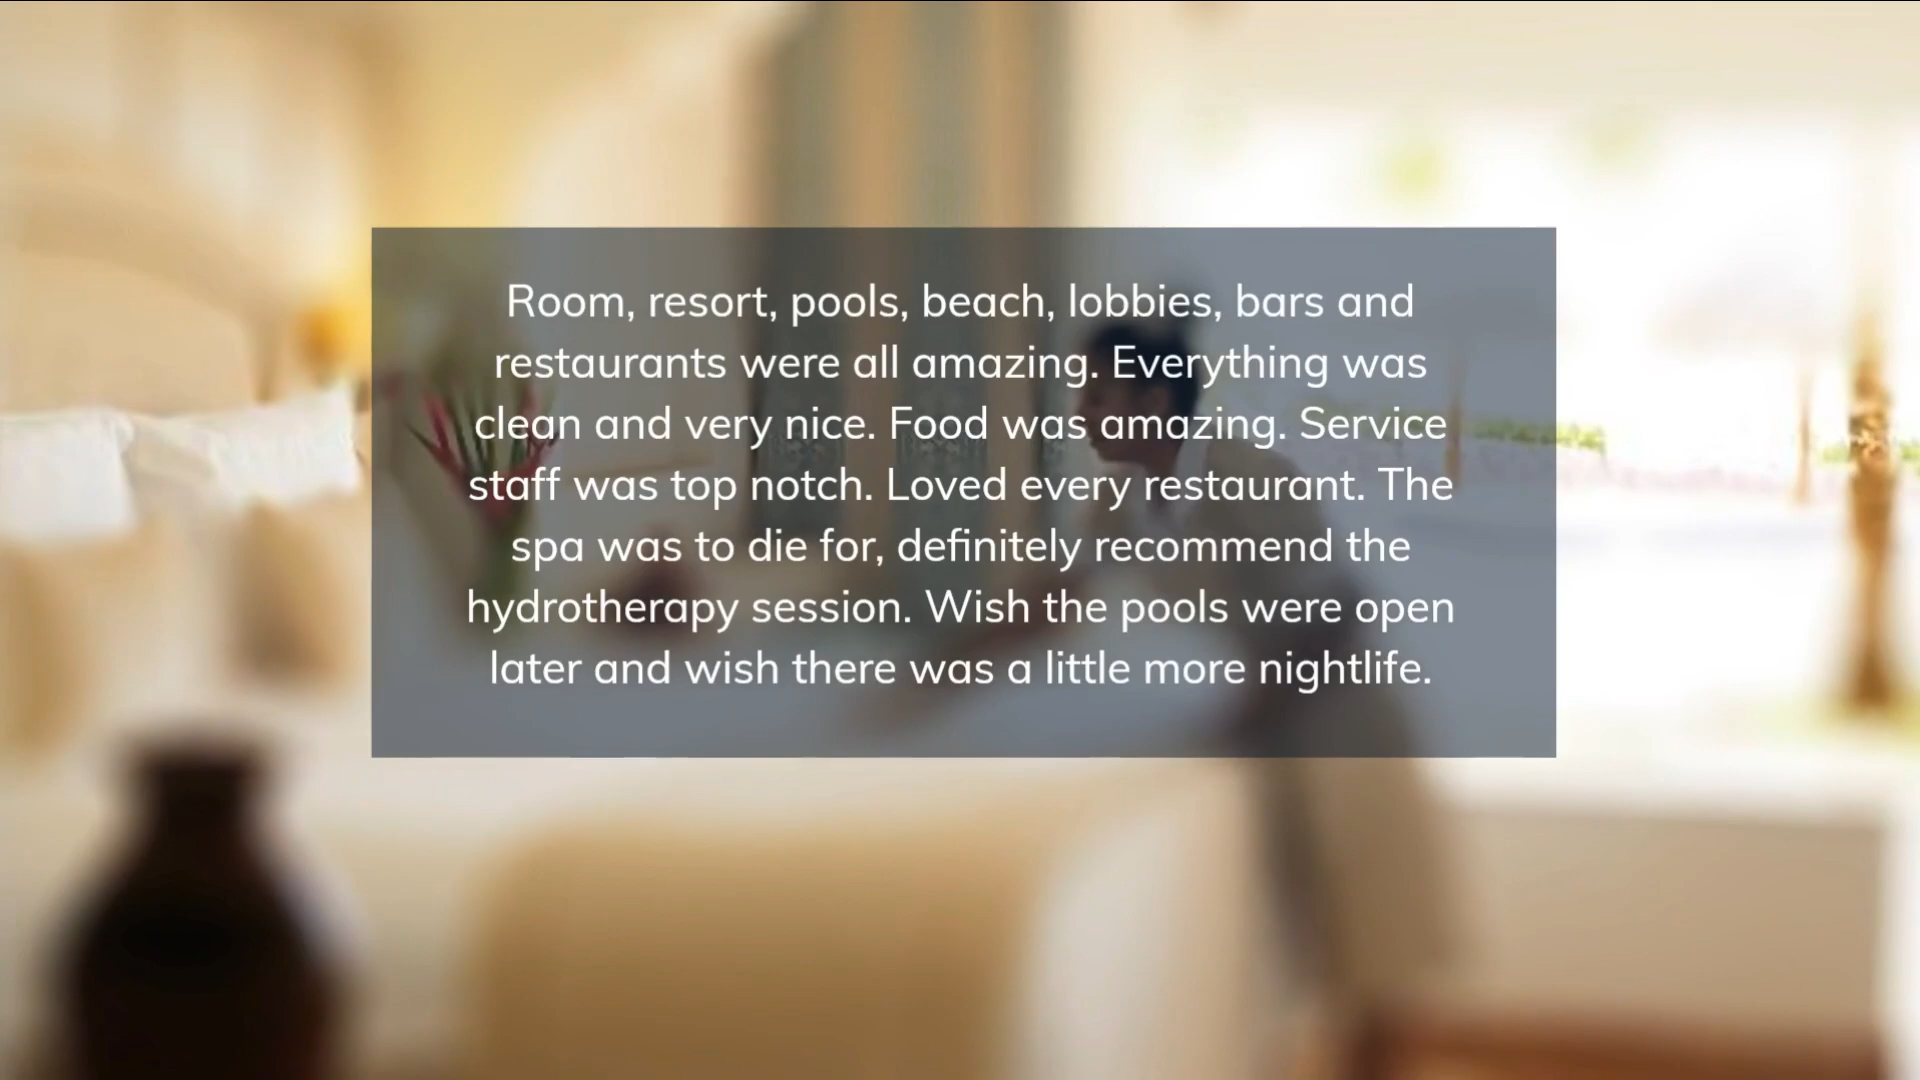 Room, resort, pools, beach, lobbies, bars and
restaurants were all amazing. Everything was
clean and very nice. Food was amazing. Service
staff was top notch. Loved every restaurant. The
spa was to die for, definitely recommend the
hydrotherapy session. Wish the pools were open
later and wish there was a little more nightlife.